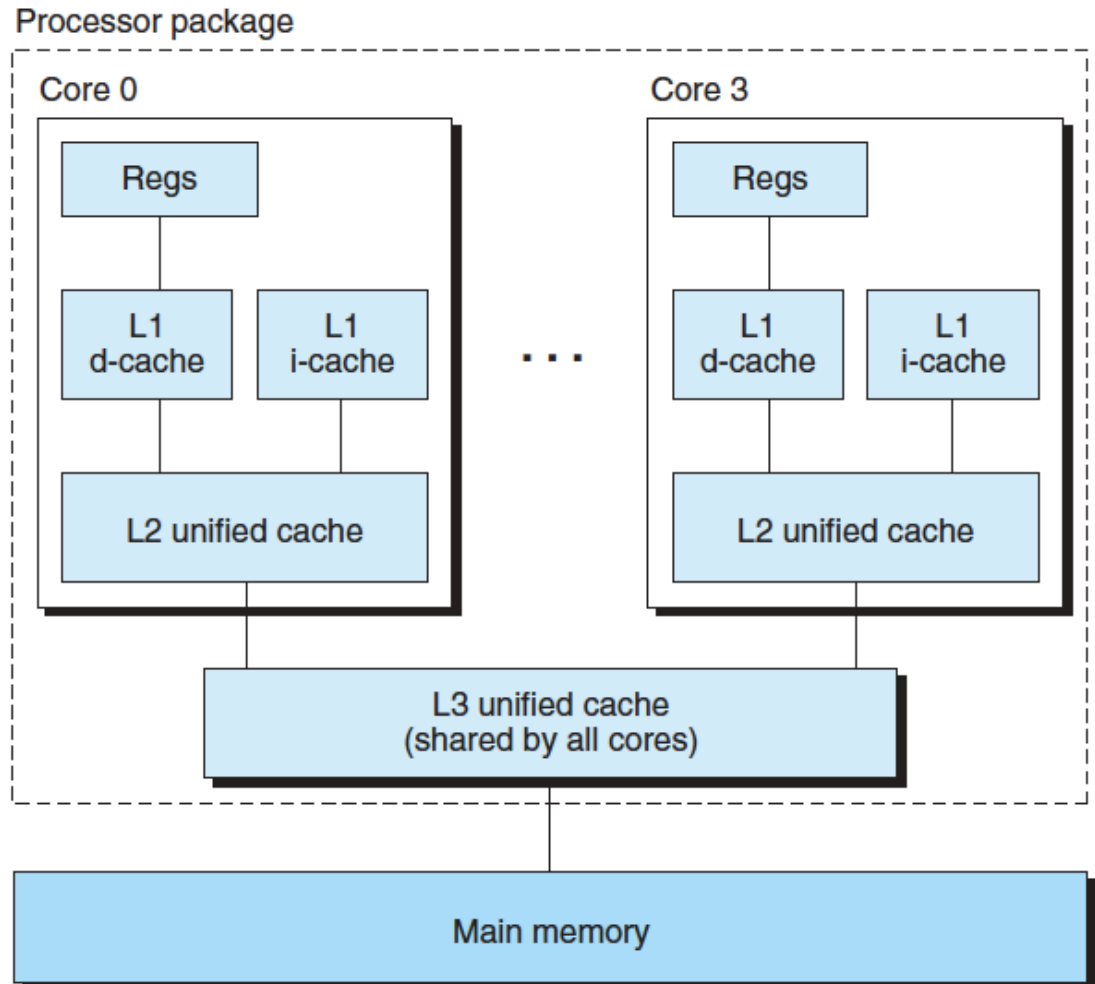 Processor package
Core 0
Core 3
Regs
Regs
L1
d-cache
L1
i-cache
. . .
L1
d-cache
L1
i-cache
L2 unified cache
L2 unified cache
L3 unified cache
(shared by all cores)
Main memory